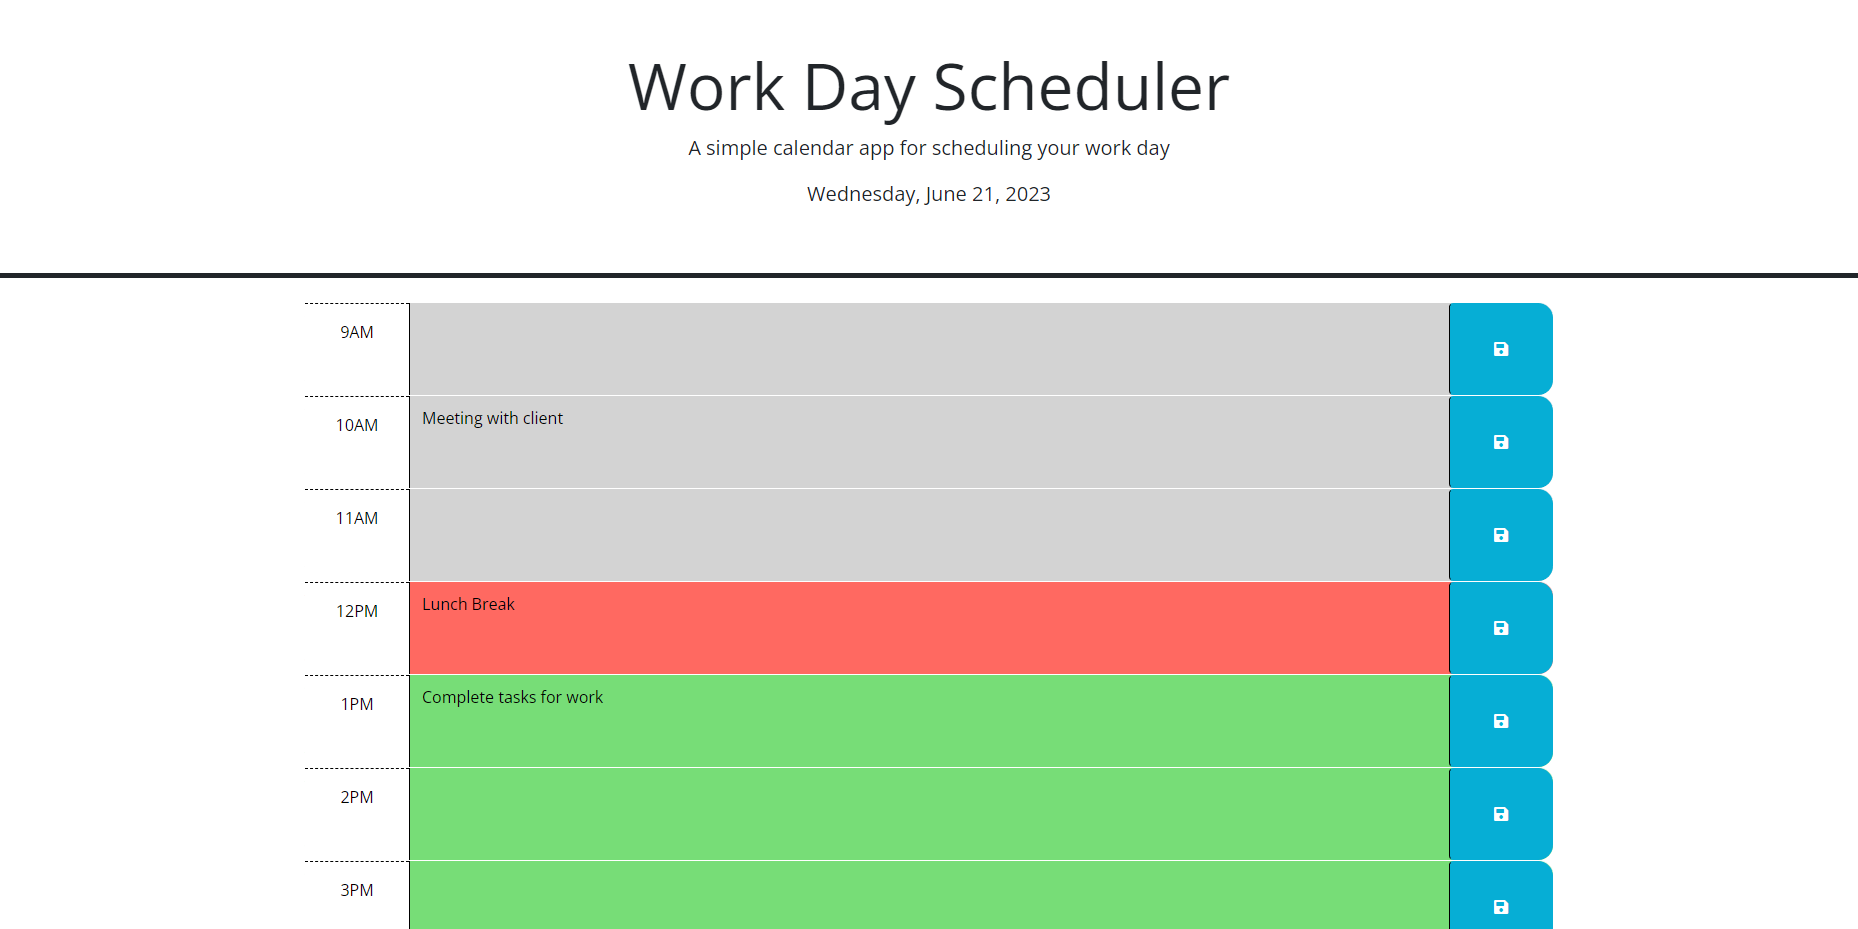 Work Day Scheduler
A simple calendar app for scheduling your work day
Wednesday, June 21, 2023
9AM
10AM
Meeting with client
11AM
12PM
Lunch Break
1PM
Complete tasks for work
2PM
3PM